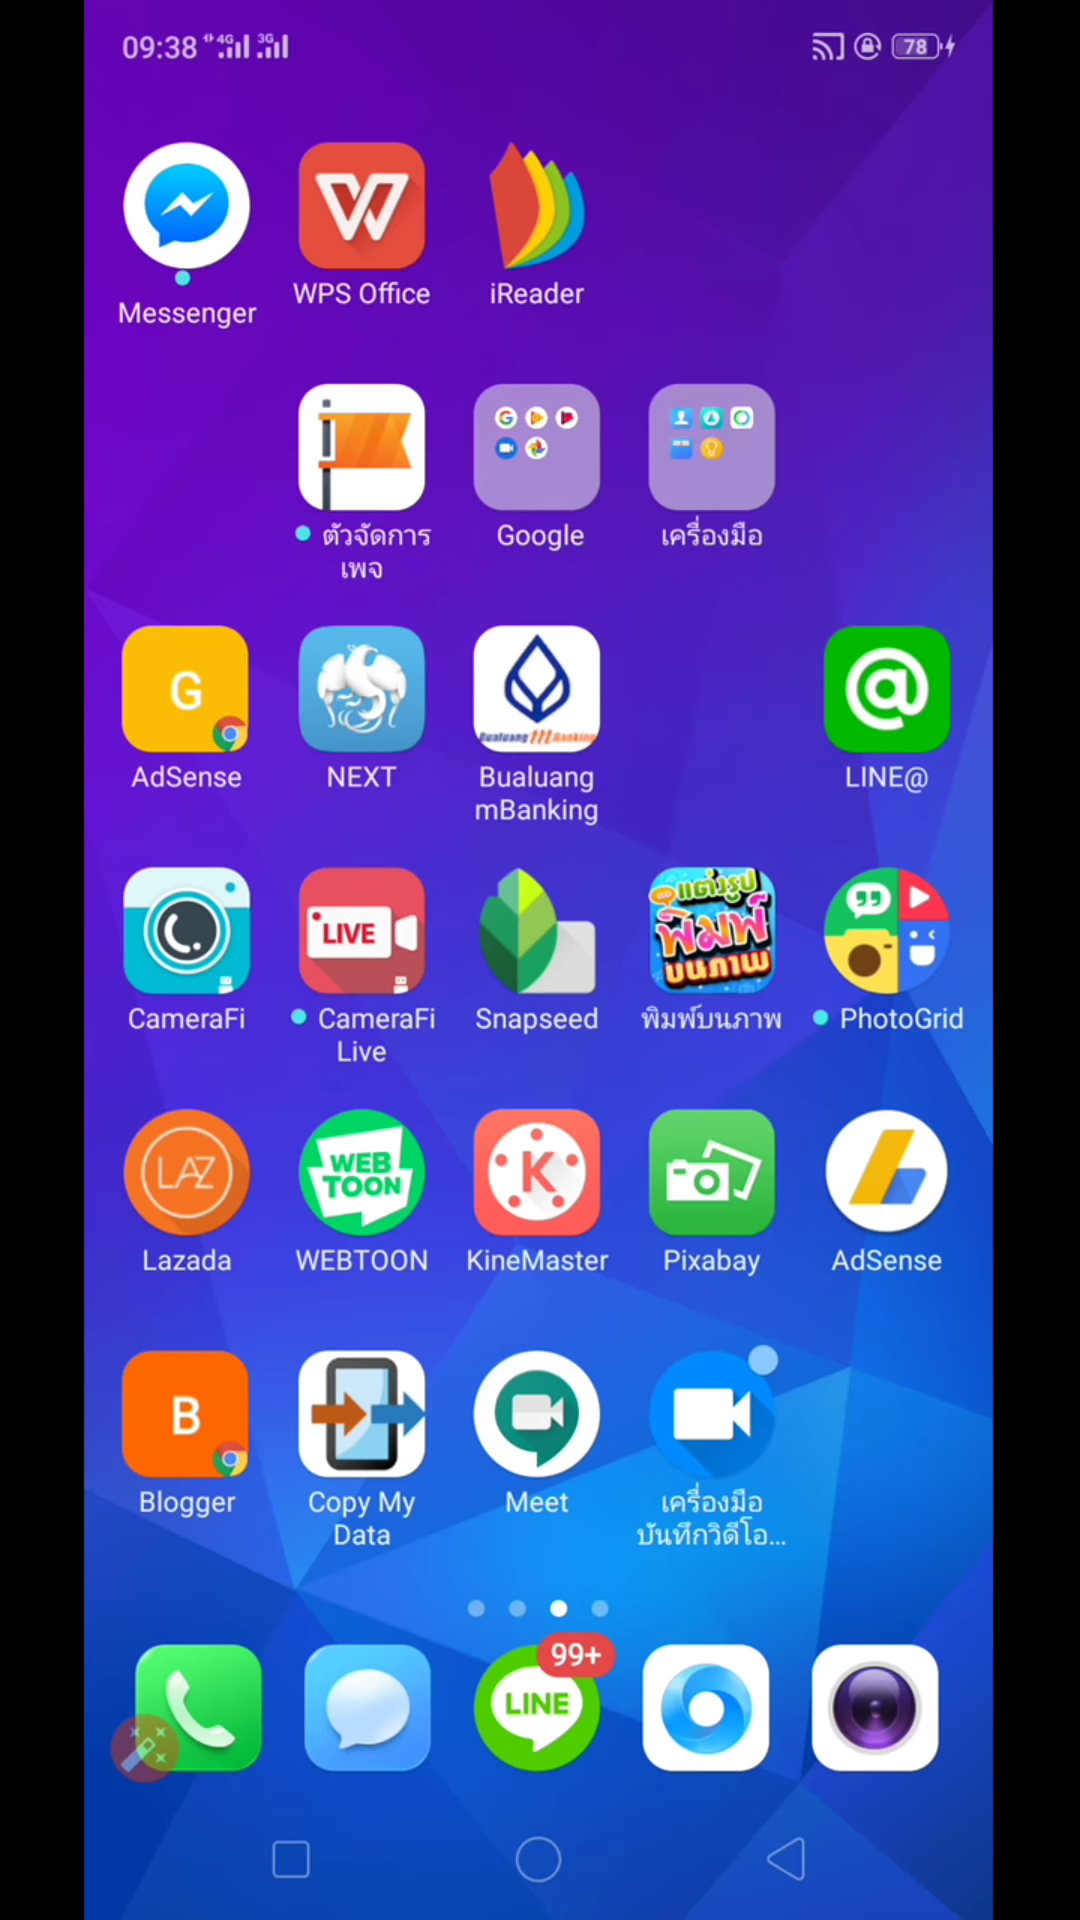 09:38 4G 3G 78
Messenger WPS Office iReader
ตัวจัดการ Google เครื่องมือ
เพจ
G
Bualuang mBanking
AdSense NEXT Bualuang LINE@
mBanking
LIVE แต่งรูป
พิมพ์
บนภาพ
CameraFi CameraFi Snapseed พิมพ์บนภาพ PhotoGrid
Live
LAZ WEB K
TOON
Lazada WEBTOON KineMaster Pixabay AdSense
B
Blogger Copy My Meet เครื่องมือ
Data บันทึกวิดีโอ...
99+
LINE